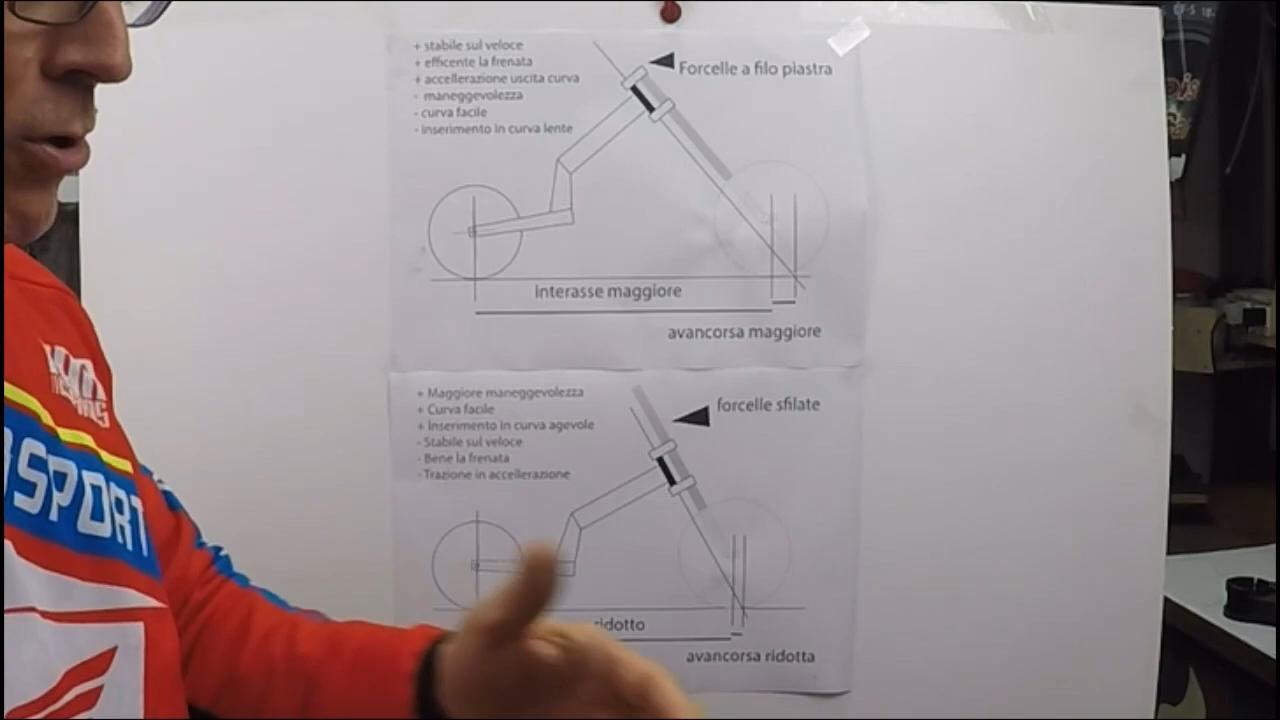 + stabile sul veloce
+ efficente la frenata
+ accellerazione uscita curva
- maneggevolezza
- curva facile
- inserimento in curva lente
Forcelle a filo piastra
Interasse maggiore
avancorsa maggiore
+ Maggiore maneggevolezza
+ Curva facile
+ Inserimento in curva agevole
- Stabile sul veloce
- Bene la frenata
- Trazione in accellerazione
forcelle sfilate
ridotto
avancorsa ridotta
SPORT